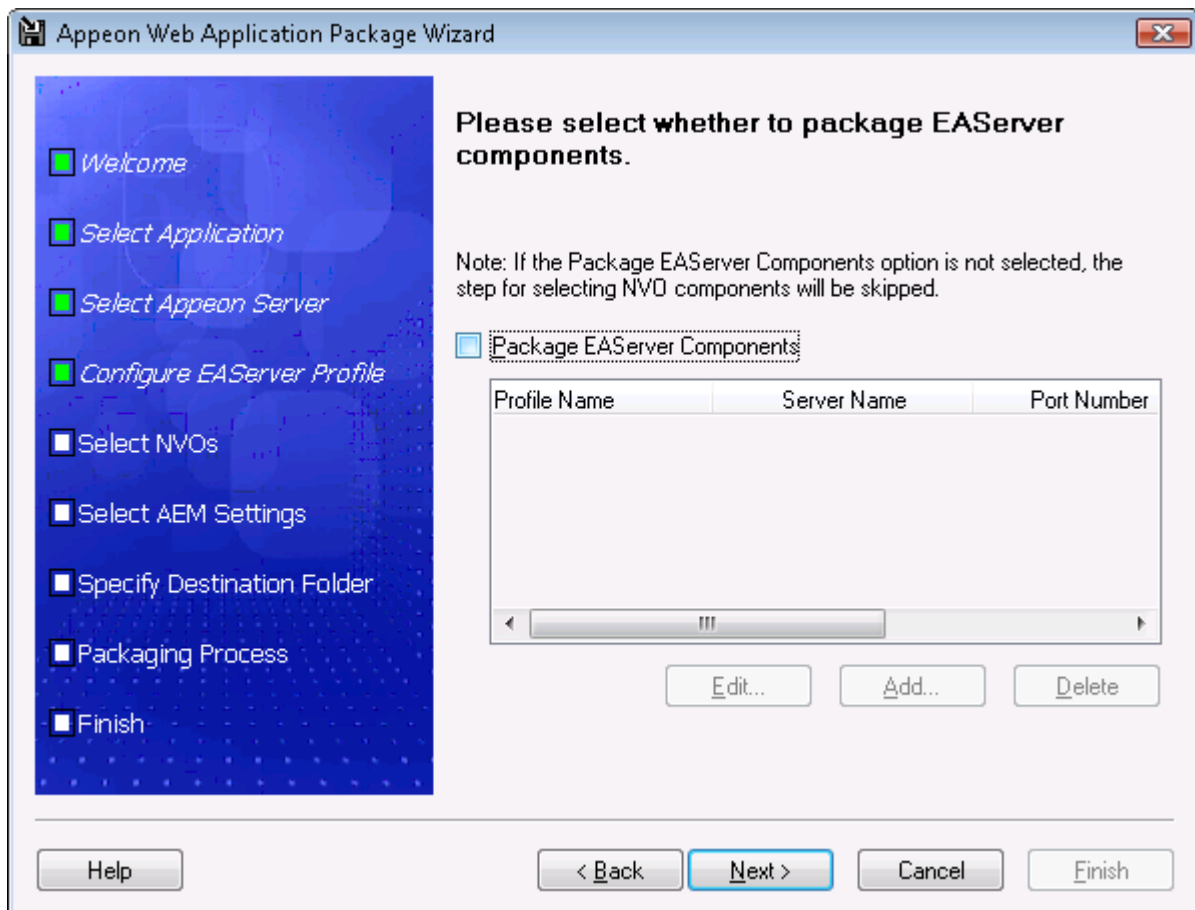 Appeon Web Application Package Wizard
Welcome
Select Application
Select Appeon Server
Configure EAServer Profile
Select NVOs
Select AEM Settings
Specify Destination Folder
Packaging Process
Finish
Please select whether to package EAServer
components.
Note: If the Package EAServer Components option is not selected, the
step for selecting NVO components will be skipped.
Package EAServer Components
Profile Name Server Name Port Number
Edit... Add... Delete
Help < Back Next > Cancel Finish